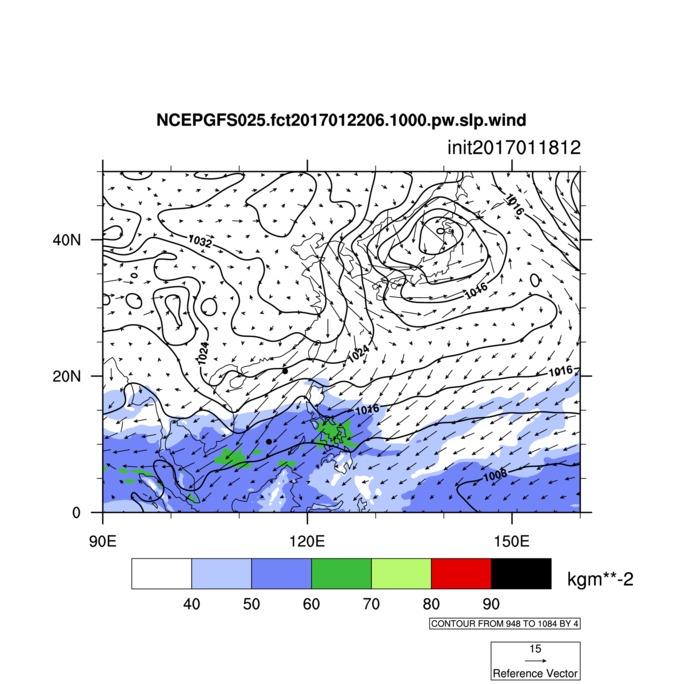 NCEPGFS025.fct2017012206.1000.pw.slp.wind
init2017011812
1016
40N
1032
1016
1024
1024
20N
1016
1016
1008
0
90E 120E 150E
kgm**-2
40 50 60 70 80 90
CONTOUR FROM 948 TO 1084 BY 4
15
Reference Vector